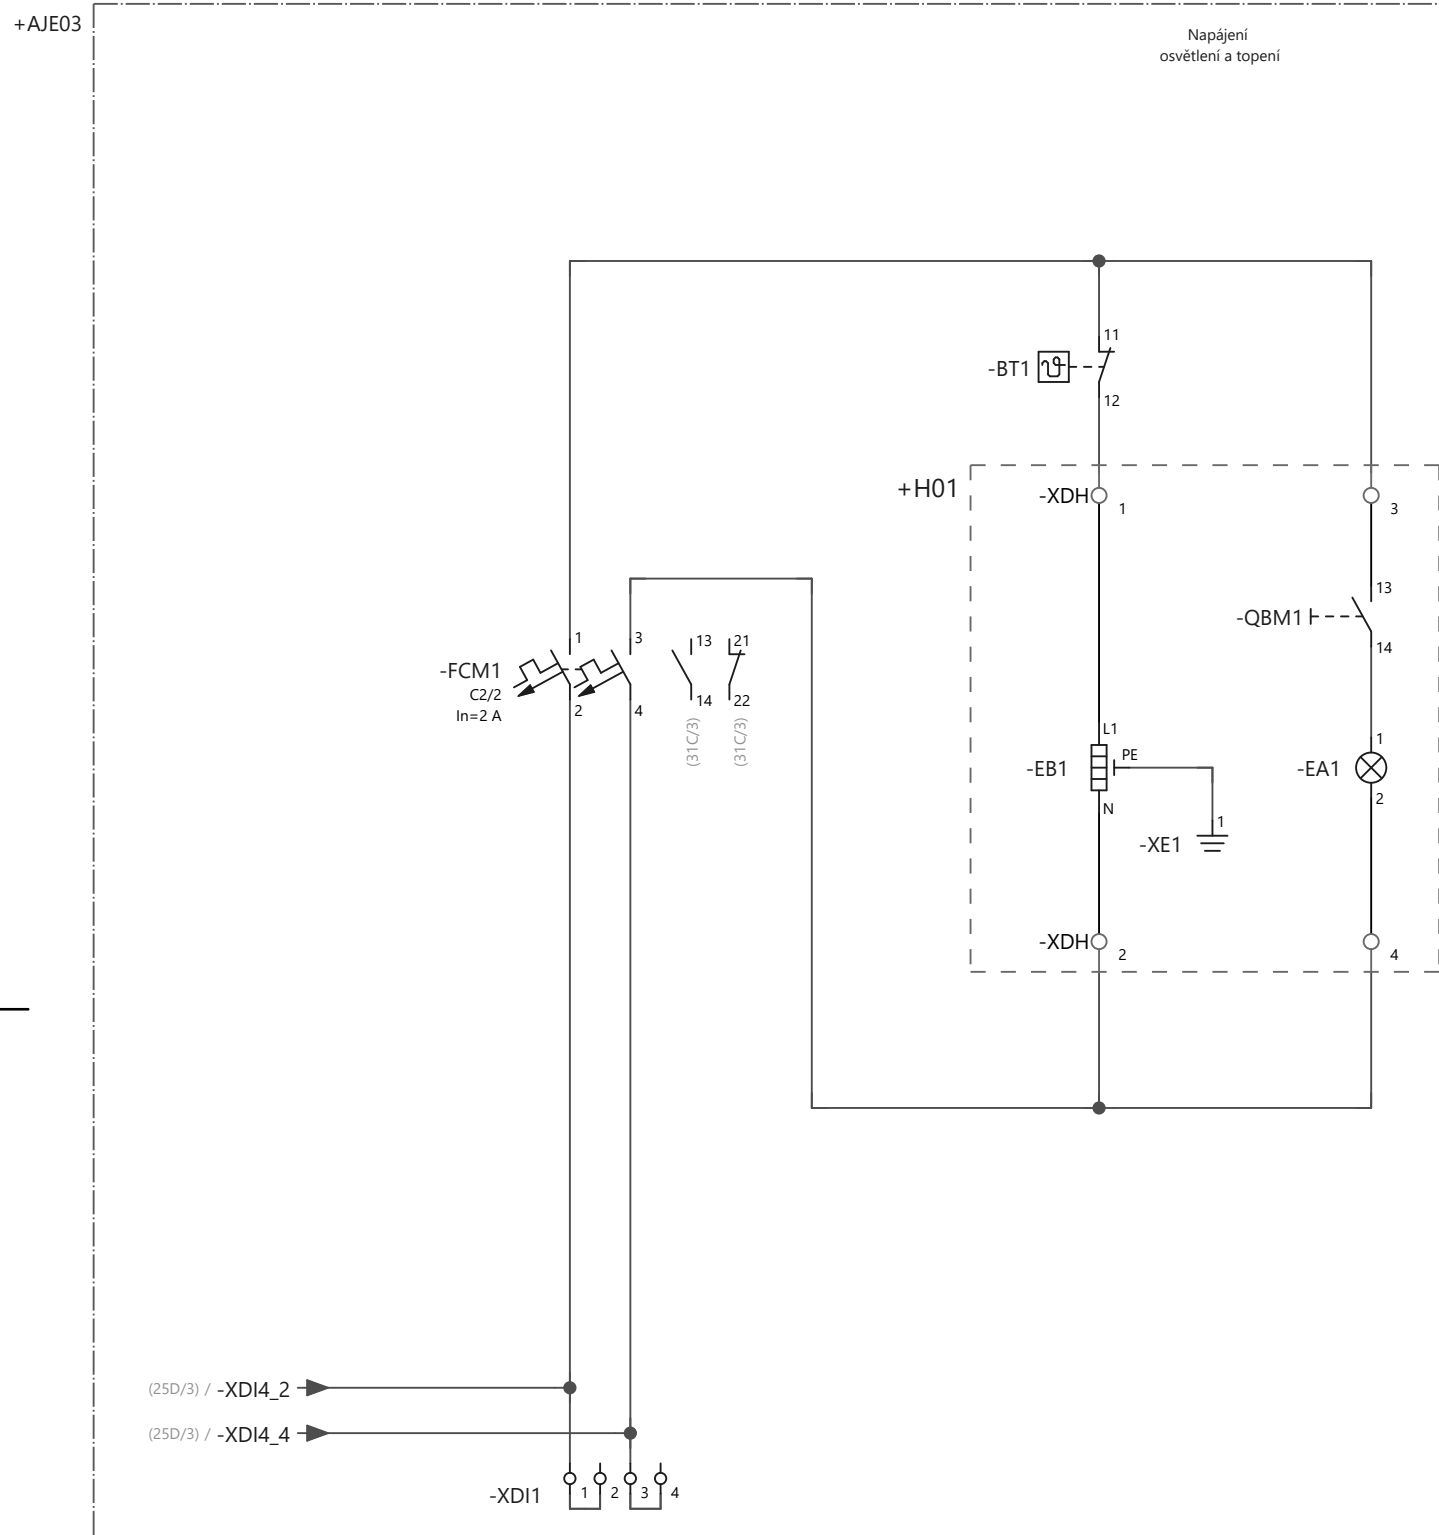 +AJE03
Napájení
osvětlení a topení
11
-BT1
12
+H01
-XDH
1
3
13
-QBM1
14
1
3
13
21
-FCM1
C2/2
In=2 A
2
4
14
22
(31C/3)
(31C/3)
L1
PE
-EB1
N
1
-EA1
2
1
-XE1
-XDH
2
4
(25D/3) / -XDI4_2
(25D/3) / -XDI4_4
-XDI1
1
2
3
4